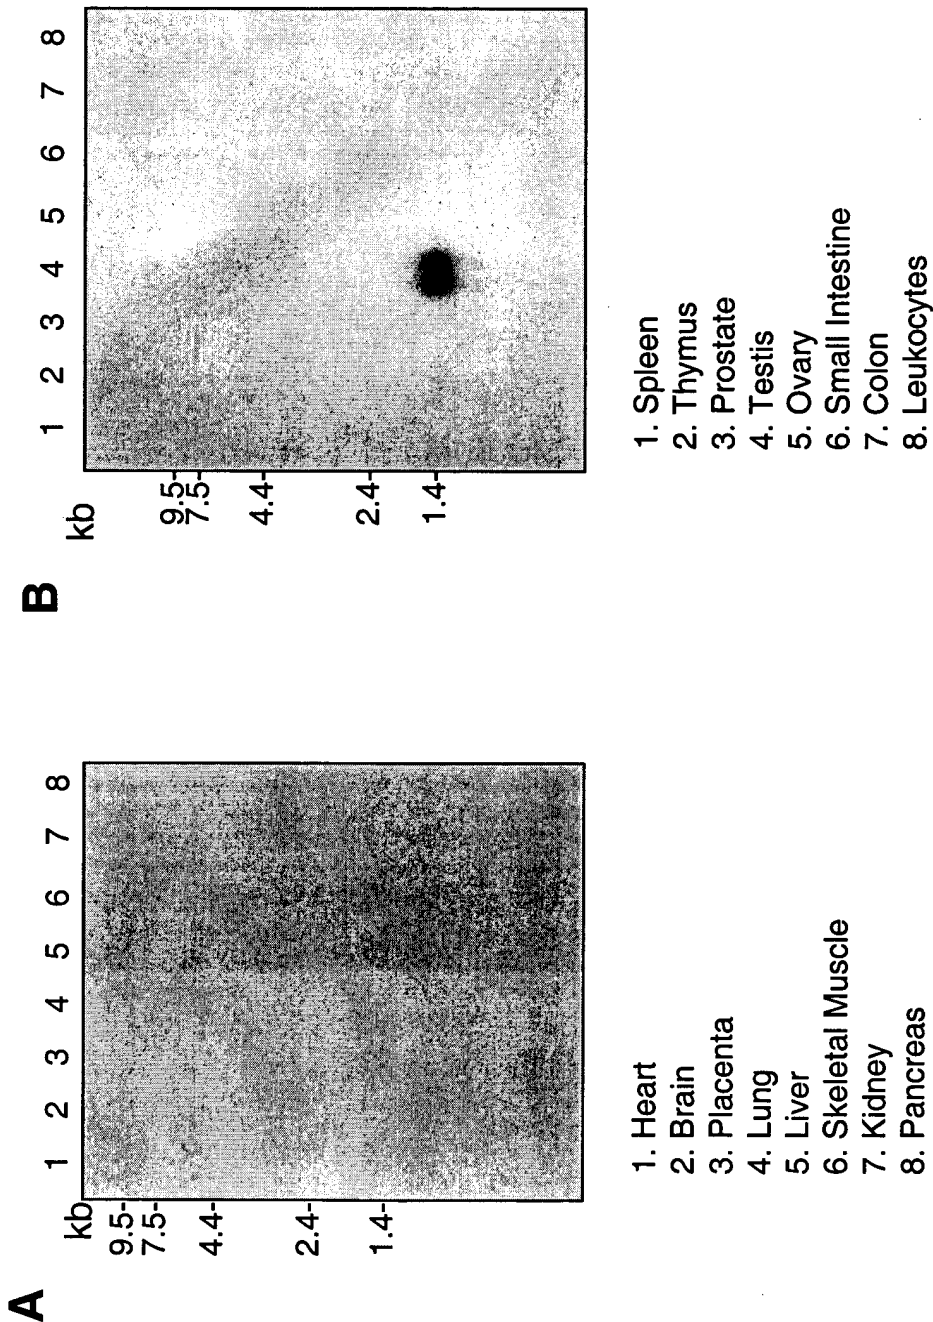 A
1 2 3 4 5 6 7 8
kb
9.5-
7.5-
4.4-
2.4-
1.4-
1. Heart
2. Brain
3. Placenta
4. Lung
5. Liver
6. Skeletal Muscle
7. Kidney
8. Pancreas
B
1 2 3 4 5 6 7 8
kb
9.5-
7.5-
4.4-
2.4-
1.4-
1. Spleen
2. Thymus
3. Prostate
4. Testis
5. Ovary
6. Small Intestine
7. Colon
8. Leukocytes